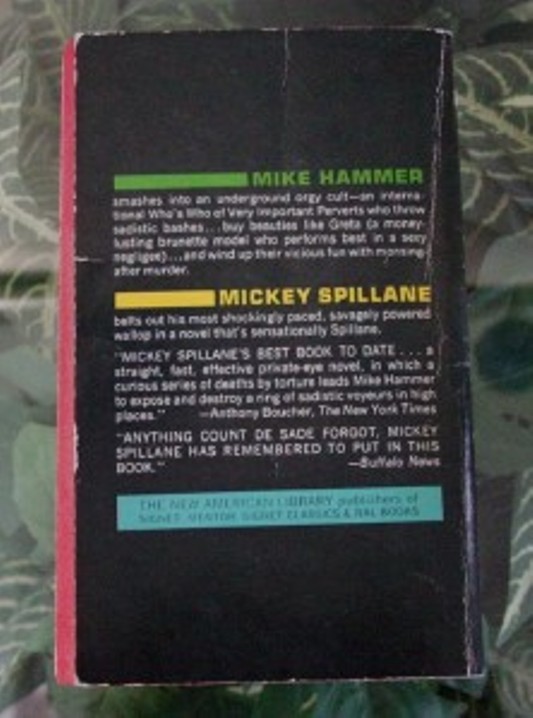 MIKE HAMMER
smashes into an underground orgy cult—an interna-
tional Who's Who of Very Important Perverts who throw
sadistic bashes...buy beauties like Greta (a money-
lusting brunette model who performs best in a sexy
negligee)...and wind up their vicious fun with morning-
after murder.
MICKEY SPILLANE
belts out his most shockingly paced, savagely powered
wallop in a novel that's sensationally Spillane.
"MICKEY SPILLANE'S BEST BOOK TO DATE . . . a
straight, fast, effective private-eye novel, in which a
curious series of deaths by torture leads Mike Hammer
to expose and destroy a ring of sadistic voyeurs in high
places." —Anthony Boucher, The New York Times
"ANYTHING COUNT DE SADE FORGOT, MICKEY
SPILLANE HAS REMEMBERED TO PUT IN THIS
BOOK." —Buffalo News
THE NEW AMERICAN LIBRARY publishers of
SIGNET, MENTOR, SIGNET CLASSICS & NAL BOOKS